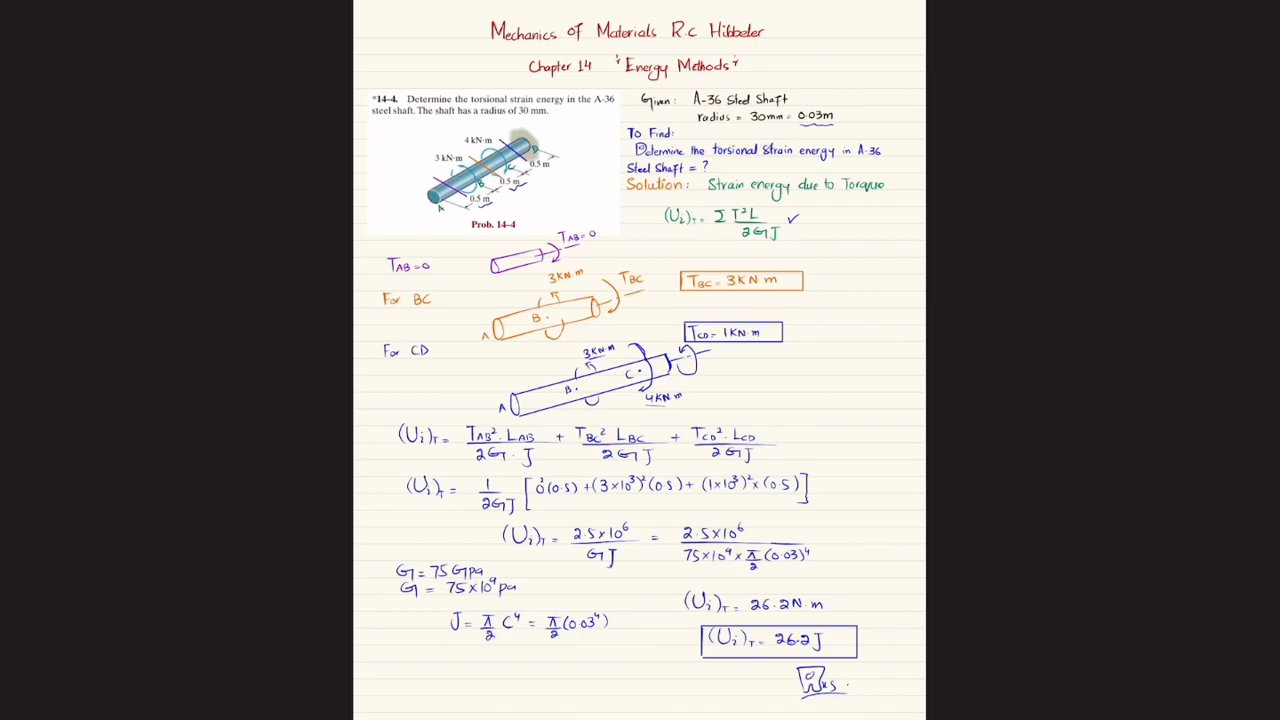 Mechanics of Materials R.C Hibbeler
Chapter 14 "Energy Methods"
*14–4. Determine the torsional strain energy in the A-36
steel shaft. The shaft has a radius of 30 mm.
4 kN·m
3 kN·m
0.5 m
0.5 m
0.5 m
A
B
C
D
Prob. 14–4
Given: A-36 Steel Shaft
radius = 30mm = 0.03m
To Find:
Determine the torsional strain energy in A-36
Steel Shaft = ?
Solution: Strain energy due to Torque
(Ui)T = Σ T²L / 2GJ ✓
TAB = 0
TAB = 0
For BC
3KN·m
TBC
A
B
TBC = 3KN·m
For CD
3KN·m
A
B
C
4KN·m
TCD = 1KN·m
(Ui)T = TAB²·LAB / 2G·J + TBC² LBC / 2GJ + TCD²·LCD / 2GJ
(Ui)T = 1 / 2GJ [0²(0.5) + (3×10³)²(0.5) + (1×10³)²×(0.5)]
(Ui)T = 2.5×10⁶ / GJ = 2.5×10⁶ / 75×10⁹ × π/2 (0.03)⁴
G = 75Gpa
G = 75×10⁹pa
J = π/2 C⁴ = π/2 (0.03⁴)
(Ui)T = 26.2N·m
(Ui)T = 26.2J